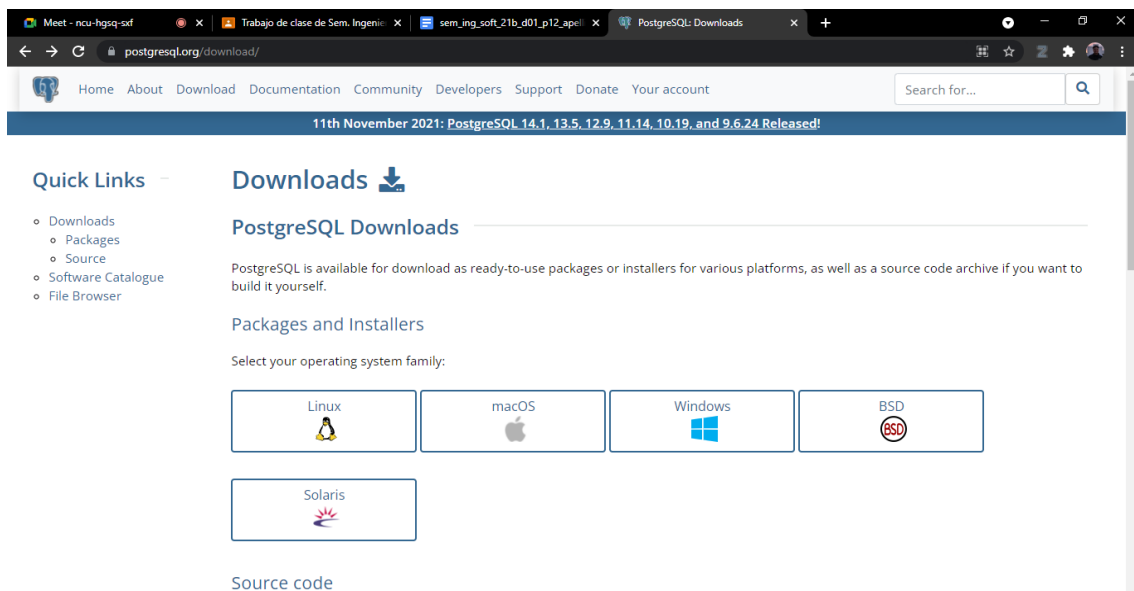 Meet - ncu-hgsq-sxf
Trabajo de clase de Sem. Ingenie
sem_ing_soft_21b_d01_p12_apell
PostgreSQL: Downloads
postgresql.org/download/
Home About Download Documentation Community Developers Support Donate Your account
Search for...
11th November 2021: PostgreSQL 14.1, 13.5, 12.9, 11.14, 10.19, and 9.6.24 Released!
Quick Links
Downloads
Packages
Source
Software Catalogue
File Browser
Downloads
PostgreSQL Downloads
PostgreSQL is available for download as ready-to-use packages or installers for various platforms, as well as a source code archive if you want to
build it yourself.
Packages and Installers
Select your operating system family:
Linux
macOS
Windows
BSD
BSD
Solaris
Source code